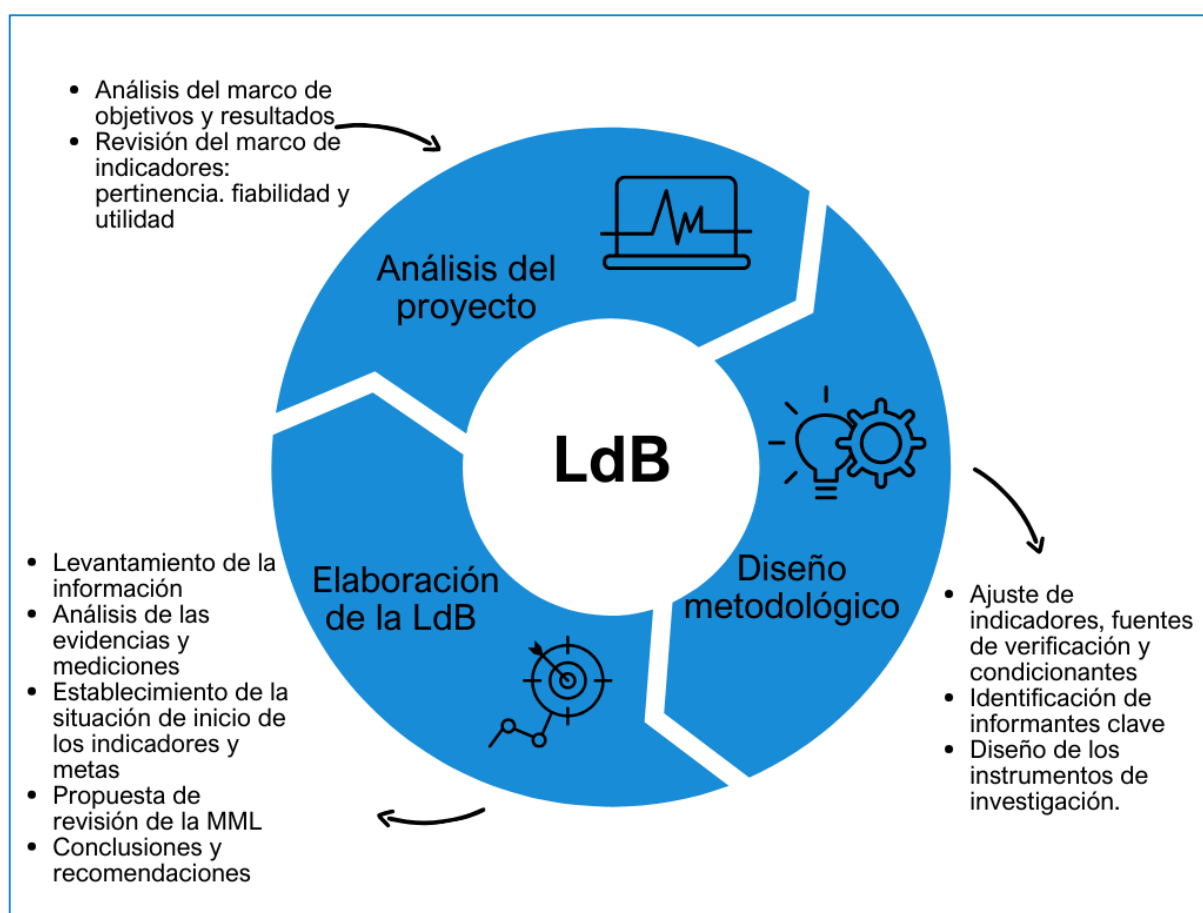 • Análisis del marco de
objetivos y resultados
• Revisión del marco de
indicadores:
pertinencia. fiabilidad y
utilidad
Análisis del
proyecto
LdB
Diseño
metodológico
• Ajuste de
indicadores, fuentes
de verificación y
condicionantes
• Identificación de
informantes clave
• Diseño de los
instrumentos de
investigación.
Elaboración
de la LdB
• Levantamiento de la
información
• Análisis de las
evidencias y
mediciones
• Establecimiento de la
situación de inicio de
los indicadores y
metas
• Propuesta de
revisión de la MML
• Conclusiones y
recomendaciones